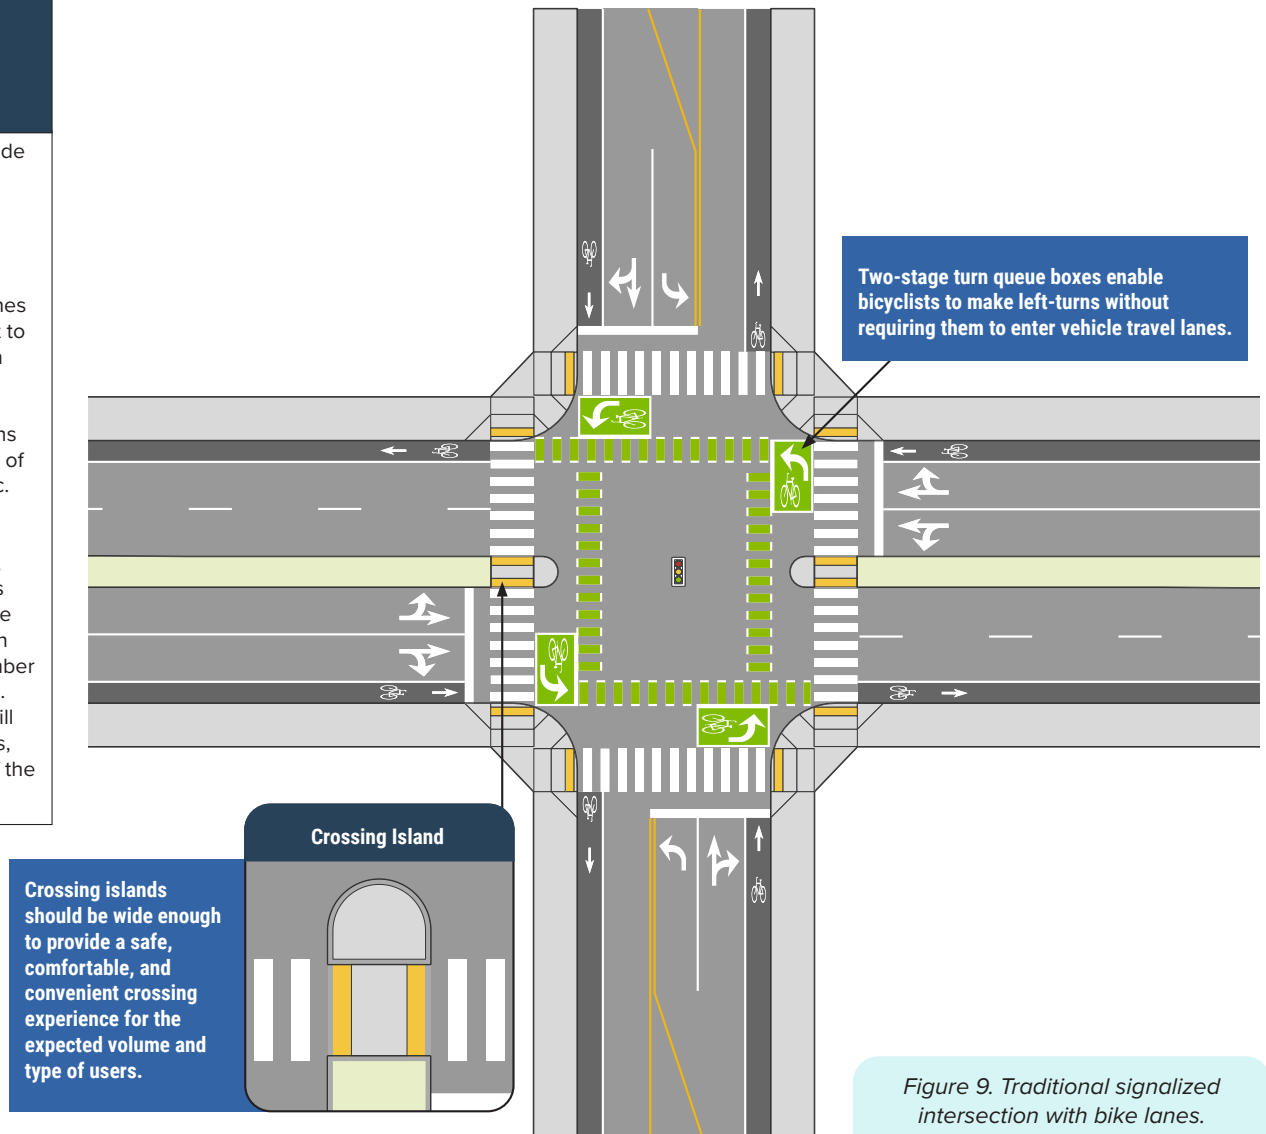 de
nes
t to
n
ns
of
c.
s
e
n
nber
.
ill
s,
the
Two-stage turn queue boxes enable
bicyclists to make left-turns without
requiring them to enter vehicle travel lanes.
Crossing Island
Crossing islands
should be wide enough
to provide a safe,
comfortable, and
convenient crossing
experience for the
expected volume and
type of users.
Figure 9. Traditional signalized
intersection with bike lanes.